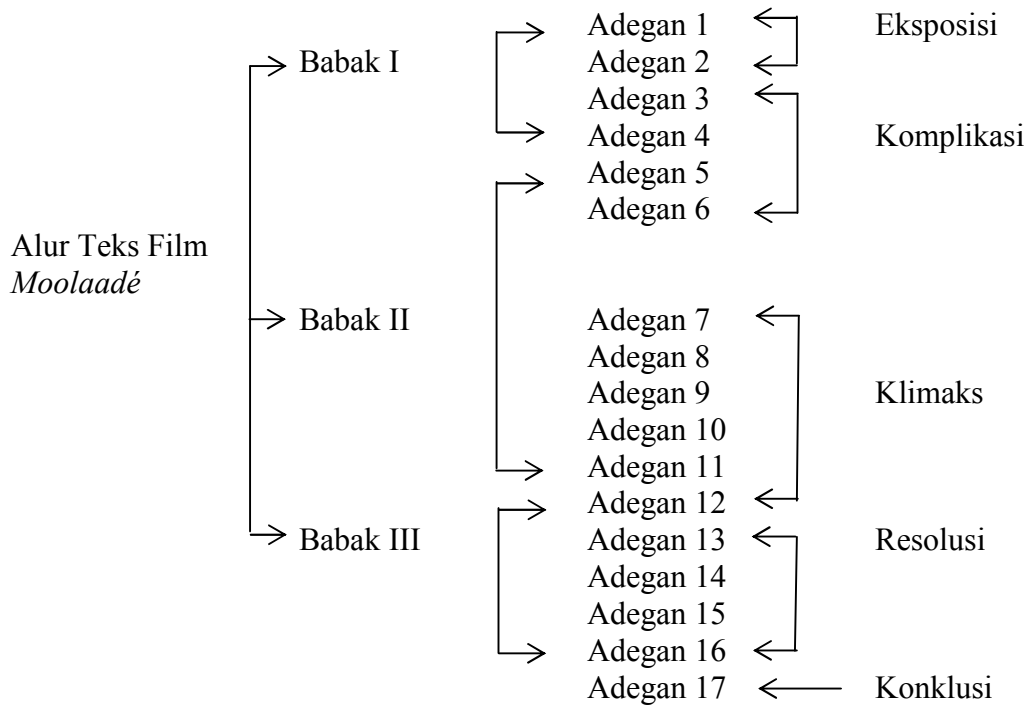 Adegan 1 Eksposisi
Babak I Adegan 2
Adegan 3
Adegan 4 Komplikasi
Adegan 5
Adegan 6
Alur Teks Film
Moolaadé
Babak II Adegan 7
Adegan 8
Adegan 9 Klimaks
Adegan 10
Adegan 11
Adegan 12
Babak III Adegan 13 Resolusi
Adegan 14
Adegan 15
Adegan 16
Adegan 17 Konklusi